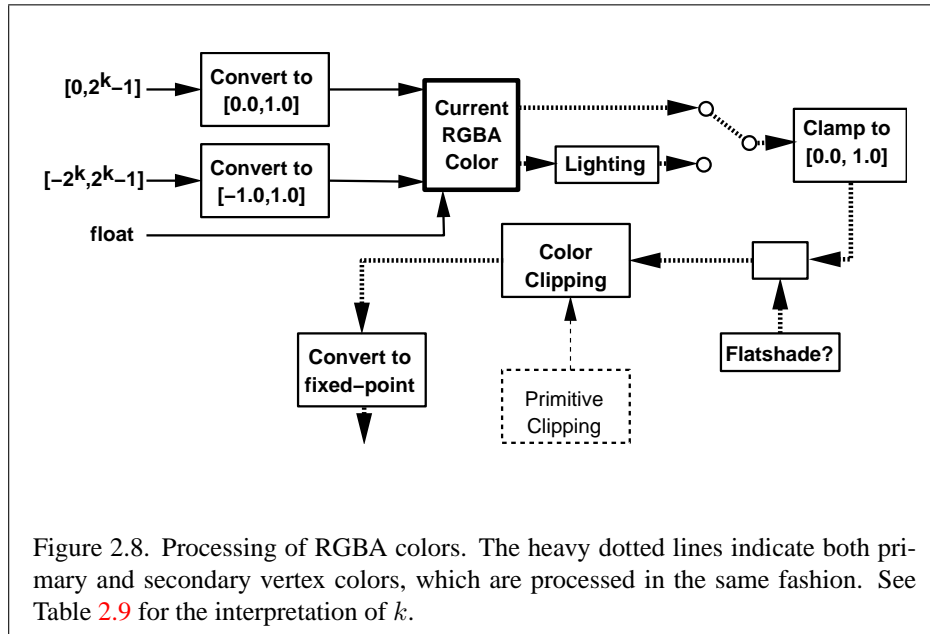 [0,2k−1]
Convert to
[0.0,1.0]
Current
RGBA
Color
Clamp to
[0.0, 1.0]
[−2k,2k−1]
Convert to
[−1.0,1.0]
Lighting
float
Color
Clipping
Flatshade?
Convert to
fixed−point
Primitive
Clipping
Figure 2.8. Processing of RGBA colors. The heavy dotted lines indicate both pri-
mary and secondary vertex colors, which are processed in the same fashion. See
Table 2.9 for the interpretation of k.